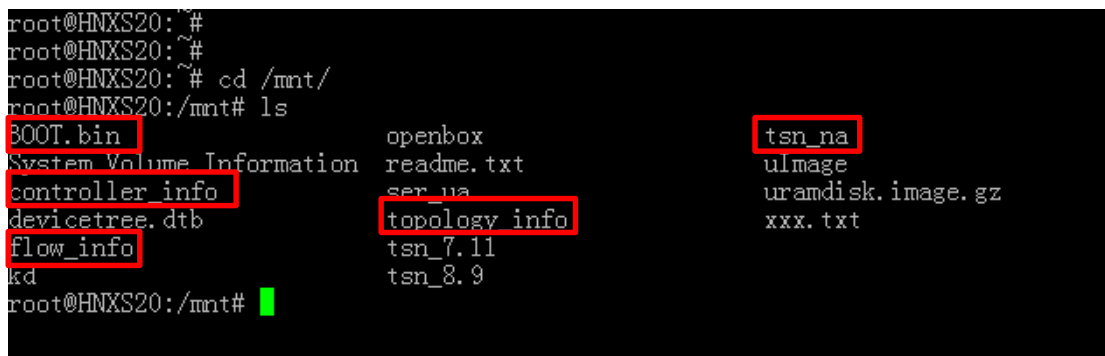 root@HNXS20:~#
root@HNXS20:~#
root@HNXS20:~# cd /mnt/
root@HNXS20:/mnt# ls
BOOT.bin openbox tsn_na
System Volume Information readme.txt uImage
controller_info ser_ua uramdisk.image.gz
devicetree.dtb topology_info xxx.txt
flow_info tsn_7.11
kd tsn_8.9
root@HNXS20:/mnt#